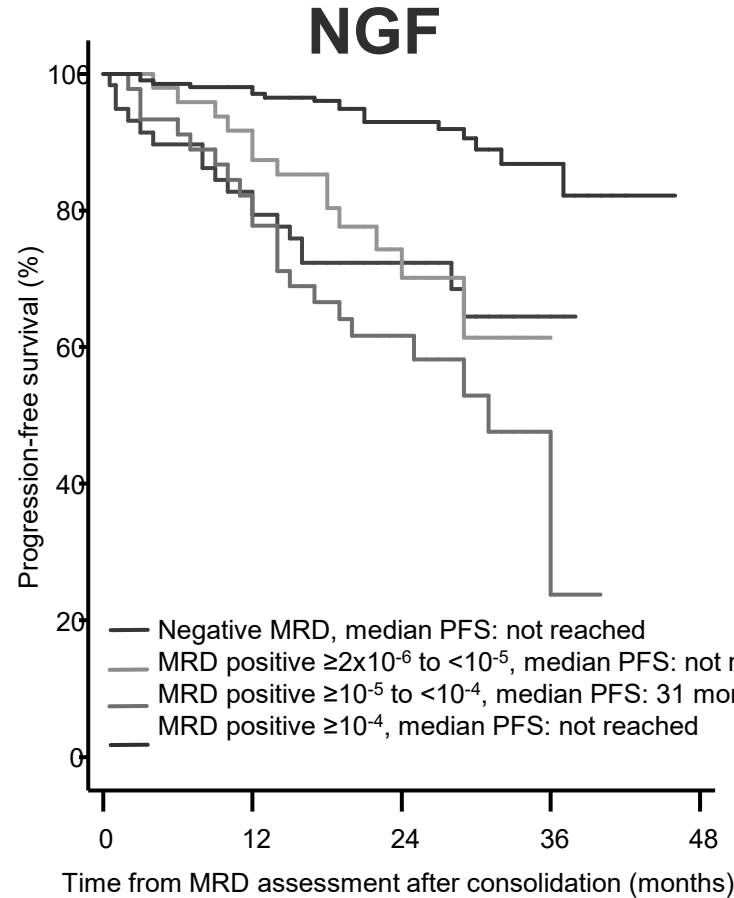 NGF
100
80
60
40
20
0
Progression-free survival (%)
Negative MRD, median PFS: not reached
MRD positive ≥2x10⁻⁶ to <10⁻⁵, median PFS: not
MRD positive ≥10⁻⁵ to <10⁻⁴, median PFS: 31
MRD positive ≥10⁻⁴, median PFS: not reached
0 12 24 36 48
Time from MRD assessment after consolidation (months)